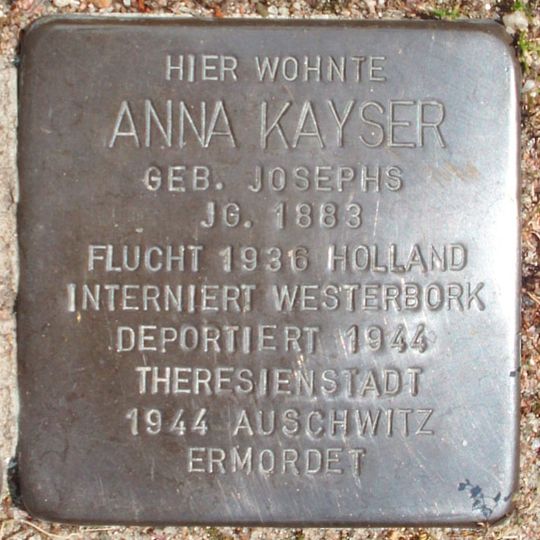 HIER WOHNTE
ANNA KAYSER
GEB. JOSEPHS
JG. 1883
FLUCHT 1936 HOLLAND
INTERNIERT WESTERBORK
DEPORTIERT 1944
THERESIENSTADT
1944 AUSCHWITZ
ERMORDET